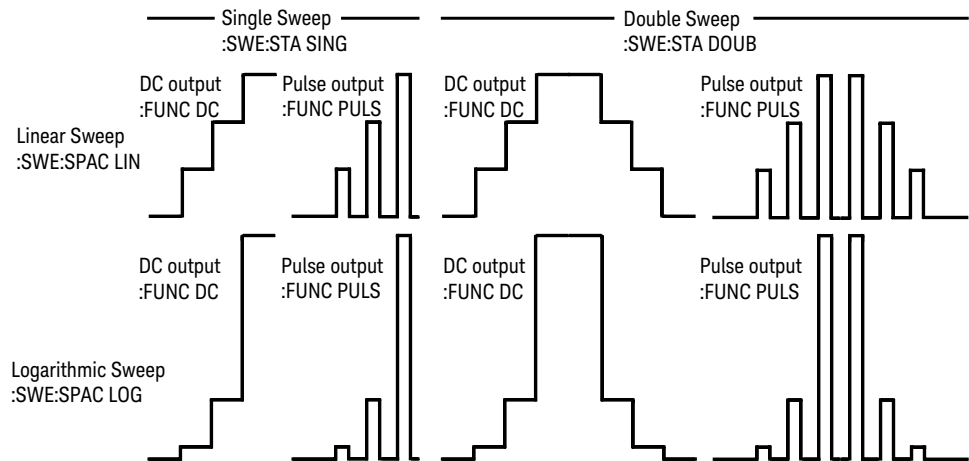 Single Sweep
:SWE:STA SING
Double Sweep
:SWE:STA DOUB
DC output
:FUNC DC
Pulse output
:FUNC PULS
DC output
:FUNC DC
Pulse output
:FUNC PULS
Linear Sweep
:SWE:SPAC LIN
DC output
:FUNC DC
Pulse output
:FUNC PULS
DC output
:FUNC DC
Pulse output
:FUNC PULS
Logarithmic Sweep
:SWE:SPAC LOG